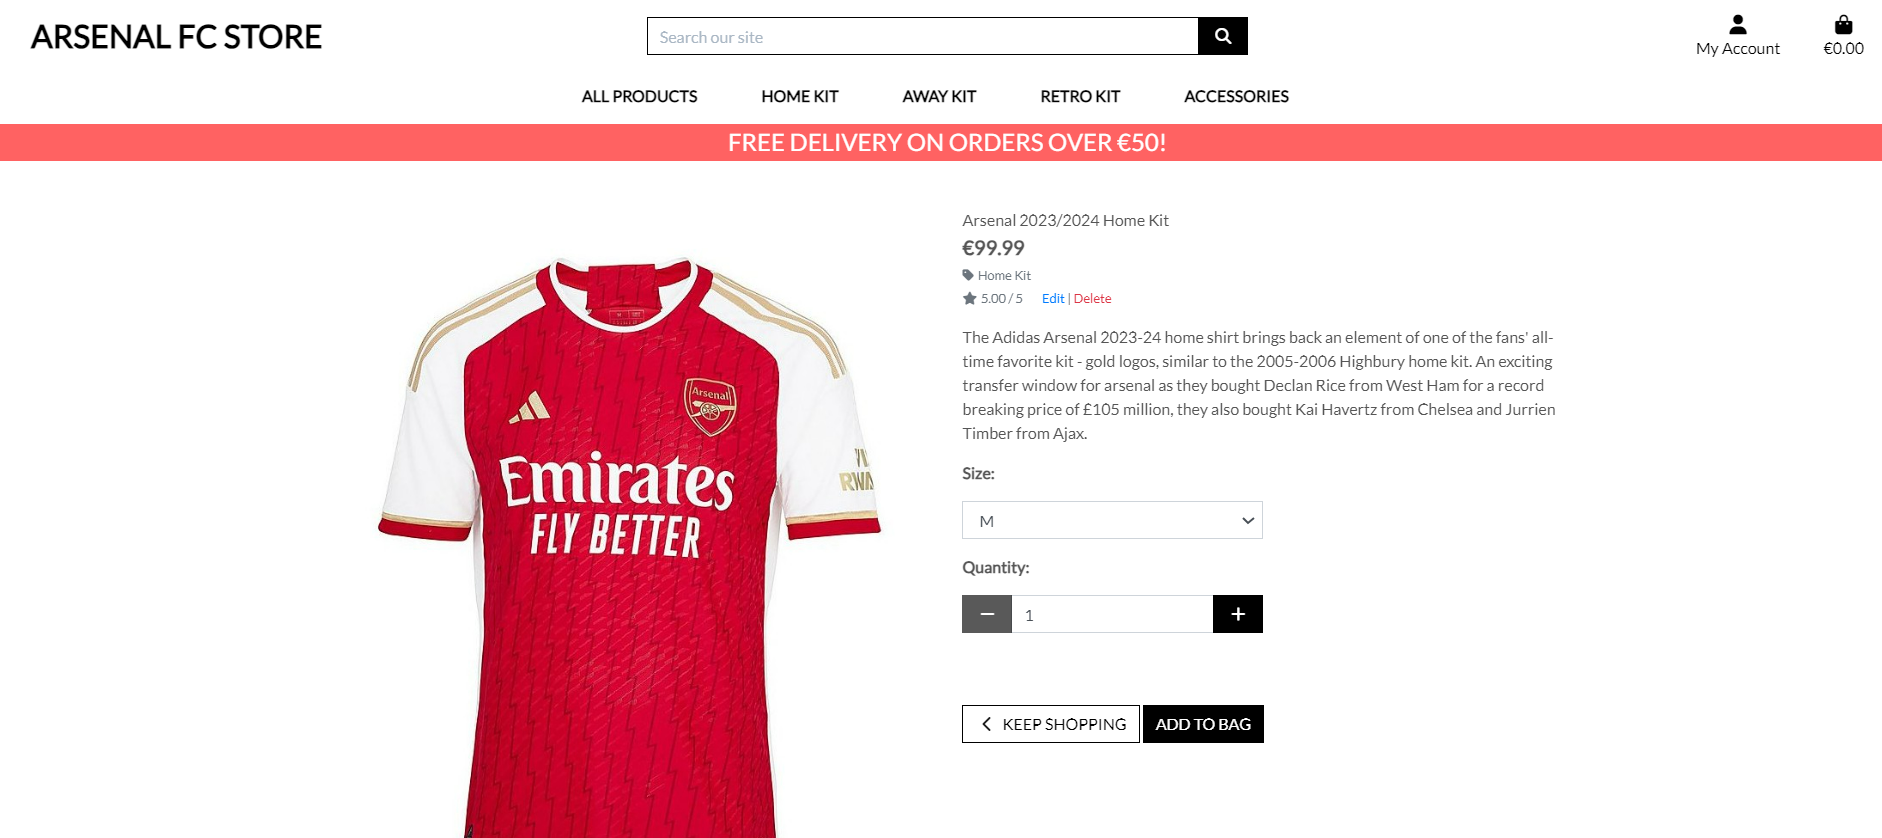 ARSENAL FC STORE
Search our site
My Account
€0.00
ALL PRODUCTS HOME KIT AWAY KIT RETRO KIT ACCESSORIES
FREE DELIVERY ON ORDERS OVER €50!
Arsenal
Emirates
FLY BETTER
Arsenal 2023/2024 Home Kit
€99.99
Home Kit
5.00 / 5 Edit | Delete
The Adidas Arsenal 2023-24 home shirt brings back an element of one of the fans' all-
time favorite kit - gold logos, similar to the 2005-2006 Highbury home kit. An exciting
transfer window for arsenal as they bought Declan Rice from West Ham for a record
breaking price of £105 million, they also bought Kai Havertz from Chelsea and Jurrien
Timber from Ajax.
Size:
M
Quantity:
1
KEEP SHOPPING ADD TO BAG